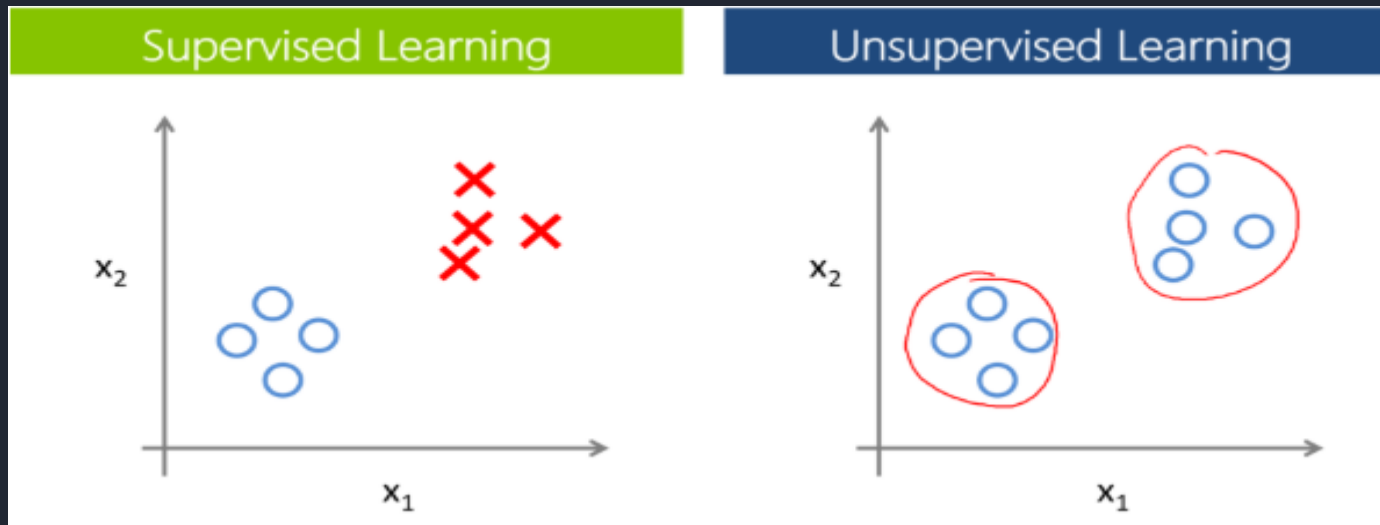 Supervised Learning
x₂
x₁
Unsupervised Learning
x₂
x₁